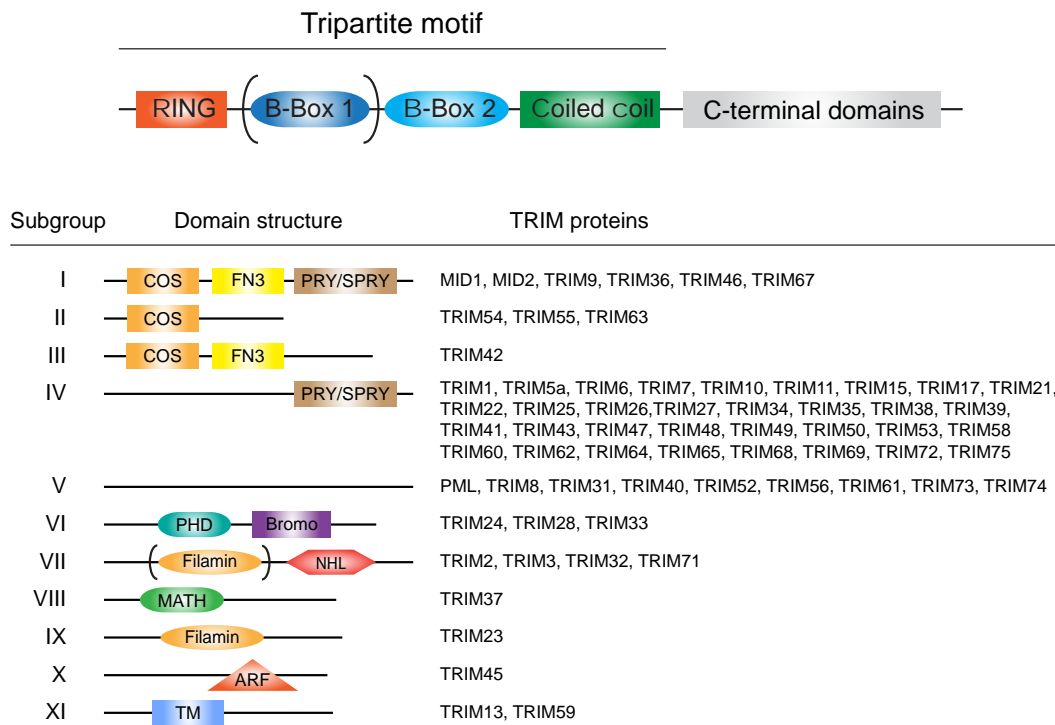 Tripartite motif
RING (B-Box 1) B-Box 2 Coiled coil C-terminal domains
Subgroup Domain structure TRIM proteins
I COS FN3 PRY/SPRY MID1, MID2, TRIM9, TRIM36, TRIM46, TRIM67
II COS TRIM54, TRIM55, TRIM63
III COS FN3 TRIM42
IV PRY/SPRY TRIM1, TRIM5a, TRIM6, TRIM7, TRIM10, TRIM11, TRIM15, TRIM17, TRIM21,
TRIM22, TRIM25, TRIM26,TRIM27, TRIM34, TRIM35, TRIM38, TRIM39,
TRIM41, TRIM43, TRIM47, TRIM48, TRIM49, TRIM50, TRIM53, TRIM58
TRIM60, TRIM62, TRIM64, TRIM65, TRIM68, TRIM69, TRIM72, TRIM75
V PML, TRIM8, TRIM31, TRIM40, TRIM52, TRIM56, TRIM61, TRIM73, TRIM74
VI PHD Bromo TRIM24, TRIM28, TRIM33
VII (Filamin) NHL TRIM2, TRIM3, TRIM32, TRIM71
VIII MATH TRIM37
IX Filamin TRIM23
X ARF TRIM45
XI TM TRIM13, TRIM59